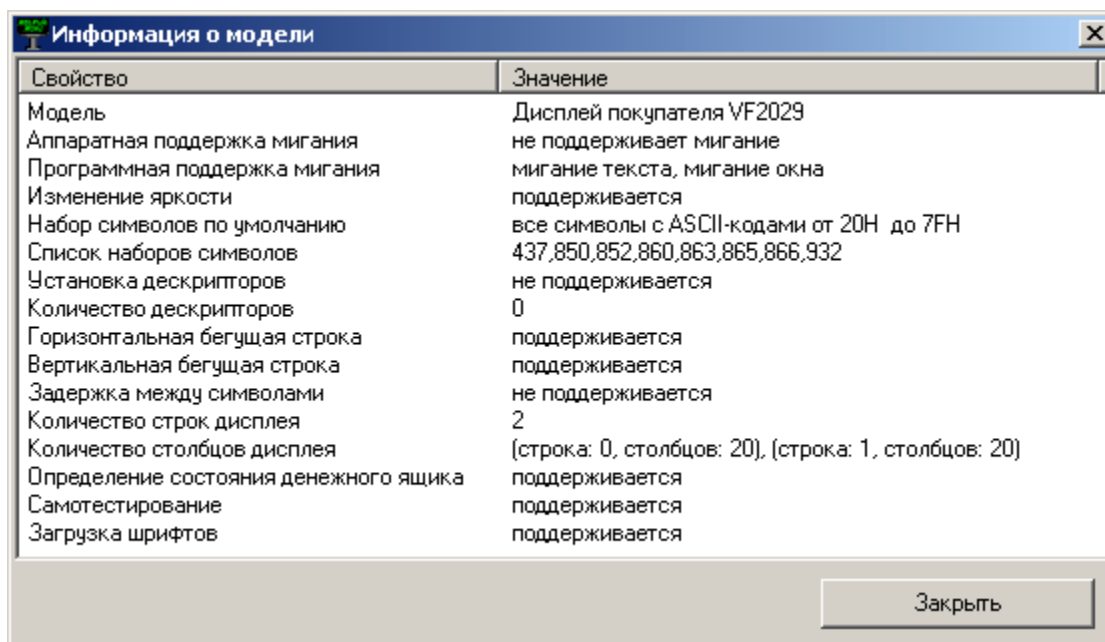 Информация о модели
Свойство Значение
Модель Дисплей покупателя VF2029
Аппаратная поддержка мигания не поддерживает мигание
Программная поддержка мигания мигание текста, мигание окна
Изменение яркости поддерживается
Набор символов по умолчанию все символы с ASCII-кодами от 20H до 7FH
Список наборов символов 437,850,852,860,863,865,866,932
Установка дескрипторов не поддерживается
Количество дескрипторов 0
Горизонтальная бегущая строка поддерживается
Вертикальная бегущая строка поддерживается
Задержка между символами не поддерживается
Количество строк дисплея 2
Количество столбцов дисплея (строка: 0, столбцов: 20), (строка: 1, столбцов: 20)
Определение состояния денежного ящика поддерживается
Самотестирование поддерживается
Загрузка шрифтов поддерживается
Закрыть